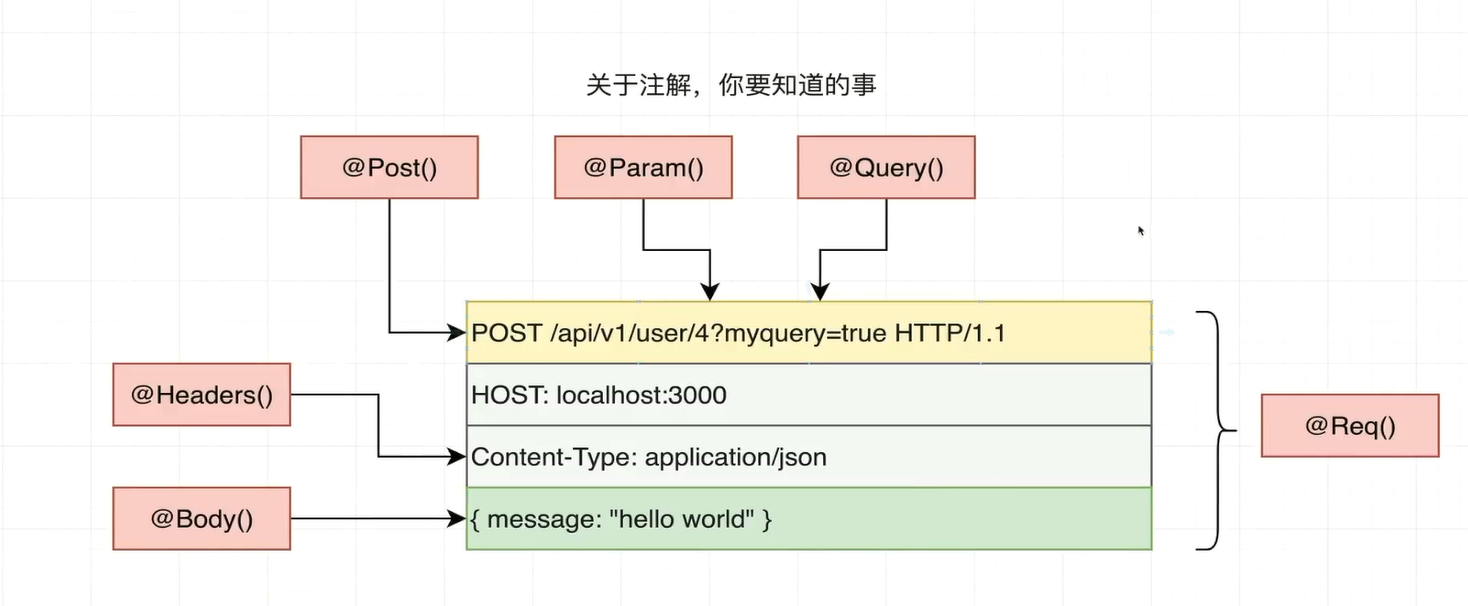 关于注解，你要知道的事
@Post()
@Param()
@Query()
POST /api/v1/user/4?myquery=true HTTP/1.1
@Headers()
HOST: localhost:3000
@Req()
Content-Type: application/json
@Body()
{ message: "hello world" }